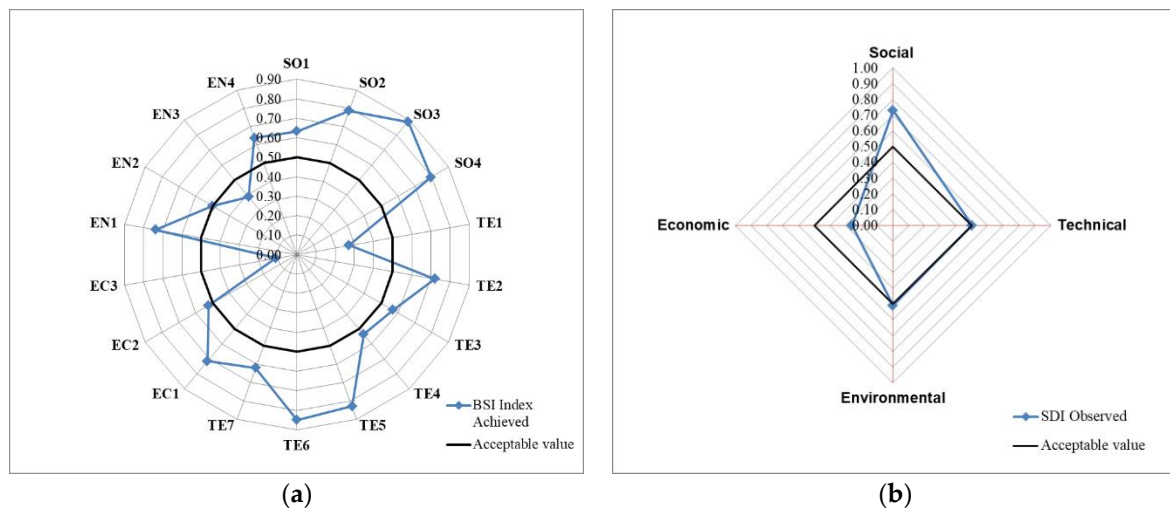 SO1
SO2
SO3
SO4
TE1
TE2
TE3
TE4
TE5
TE6
TE7
EC1
EC2
EC3
EN1
EN2
EN3
EN4
0.90
0.80
0.70
0.60
0.50
0.40
0.30
0.20
0.10
0.00
BSI Index
Achieved
Acceptable value
(a)
Social
1.00
0.90
0.80
0.70
0.60
0.50
0.40
0.30
0.20
0.10
0.00
Economic
Technical
Environmental
SDI Observed
Acceptable value
(b)